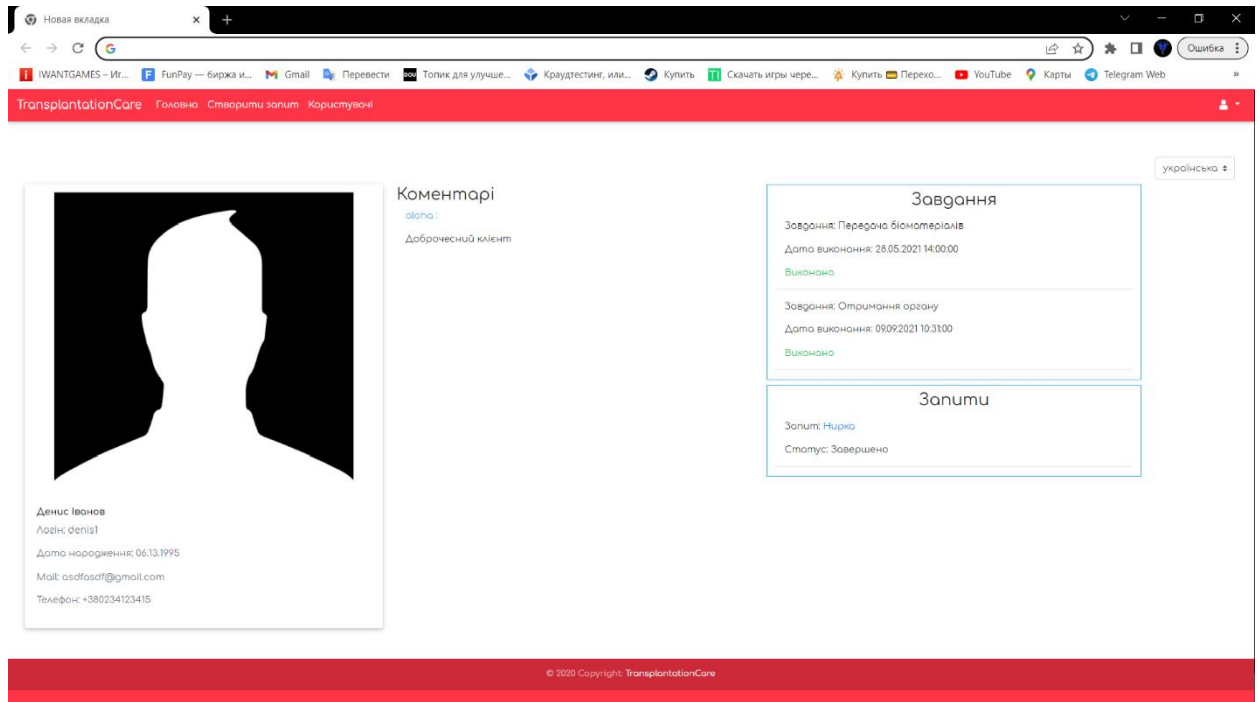 Новая вкладка
Ошибка
IWANTGAMES – Иг...
FunPay — биржа и...
Gmail
Перевести
Топик для улучше...
Краудтестинг, или...
Купить
Скачать игры чере...
Купить
Перехо...
YouTube
Карты
Telegram Web
»
TransplantationCare
Головна
Створити запит
Користувачі
українська
Коментарі
aloha :
Доброчесний клієнт
Завдання
Завдання: Передача біоматеріалів
Дата виконання: 28.05.2021 14:00:00
Виконано
Завдання: Отримання органу
Дата виконання: 09.09.2021 10:31:00
Виконано
Запити
Запит: Нирка
Статус: Завершено
Денис Іванов
Логін: denis1
Дата народження: 06.13.1995
Mail: asdfasdf@gmail.com
Телефон: +380234123415
© 2020 Copyright: TransplantationCare